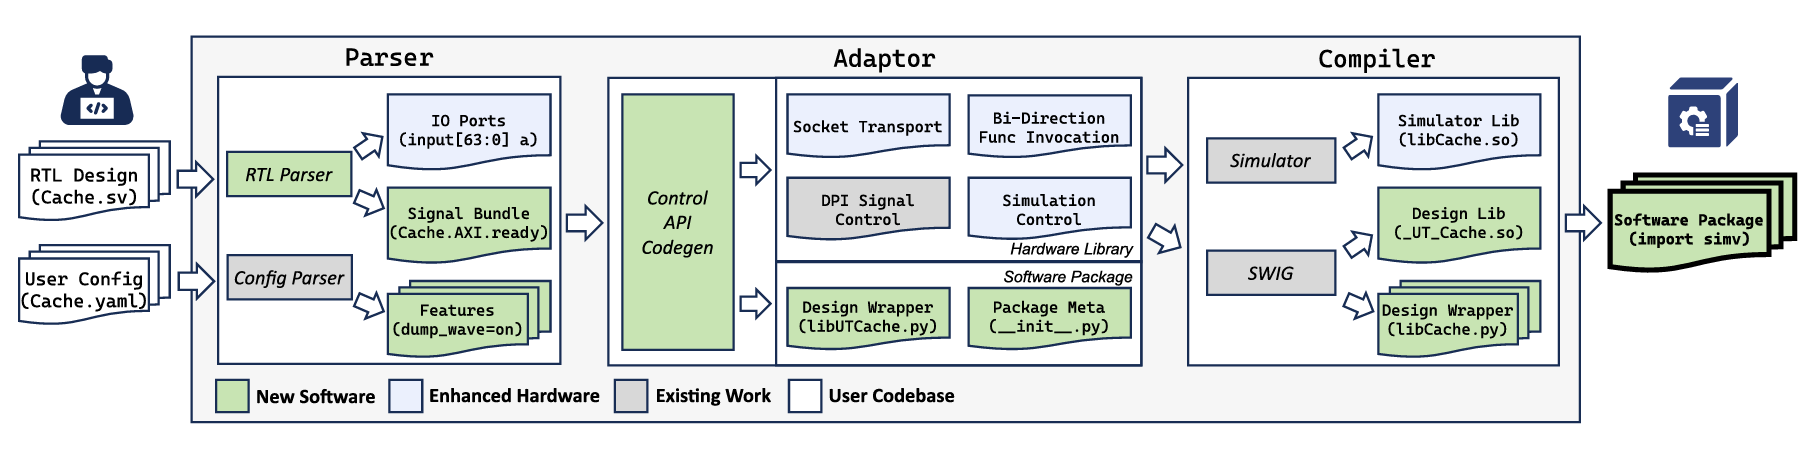 Parser
Adaptor
Compiler
RTL Design
(Cache.sv)
User Config
(Cache.yaml)
RTL Parser
Config Parser
IO Ports
(input[63:0] a)
Signal Bundle
(Cache.AXI.ready)
Features
(dump_wave=on)
Control
API
Codegen
Socket Transport
Bi-Direction
Func Invocation
DPI Signal
Control
Simulation
Control
Hardware Library
Software Package
Design Wrapper
(libUTCache.py)
Package Meta
(__init__.py)
Simulator
SWIG
Simulator Lib
(libCache.so)
Design Lib
(_UT_Cache.so)
Design Wrapper
(libCache.py)
Software Package
(import simv)
New Software
Enhanced Hardware
Existing Work
User Codebase